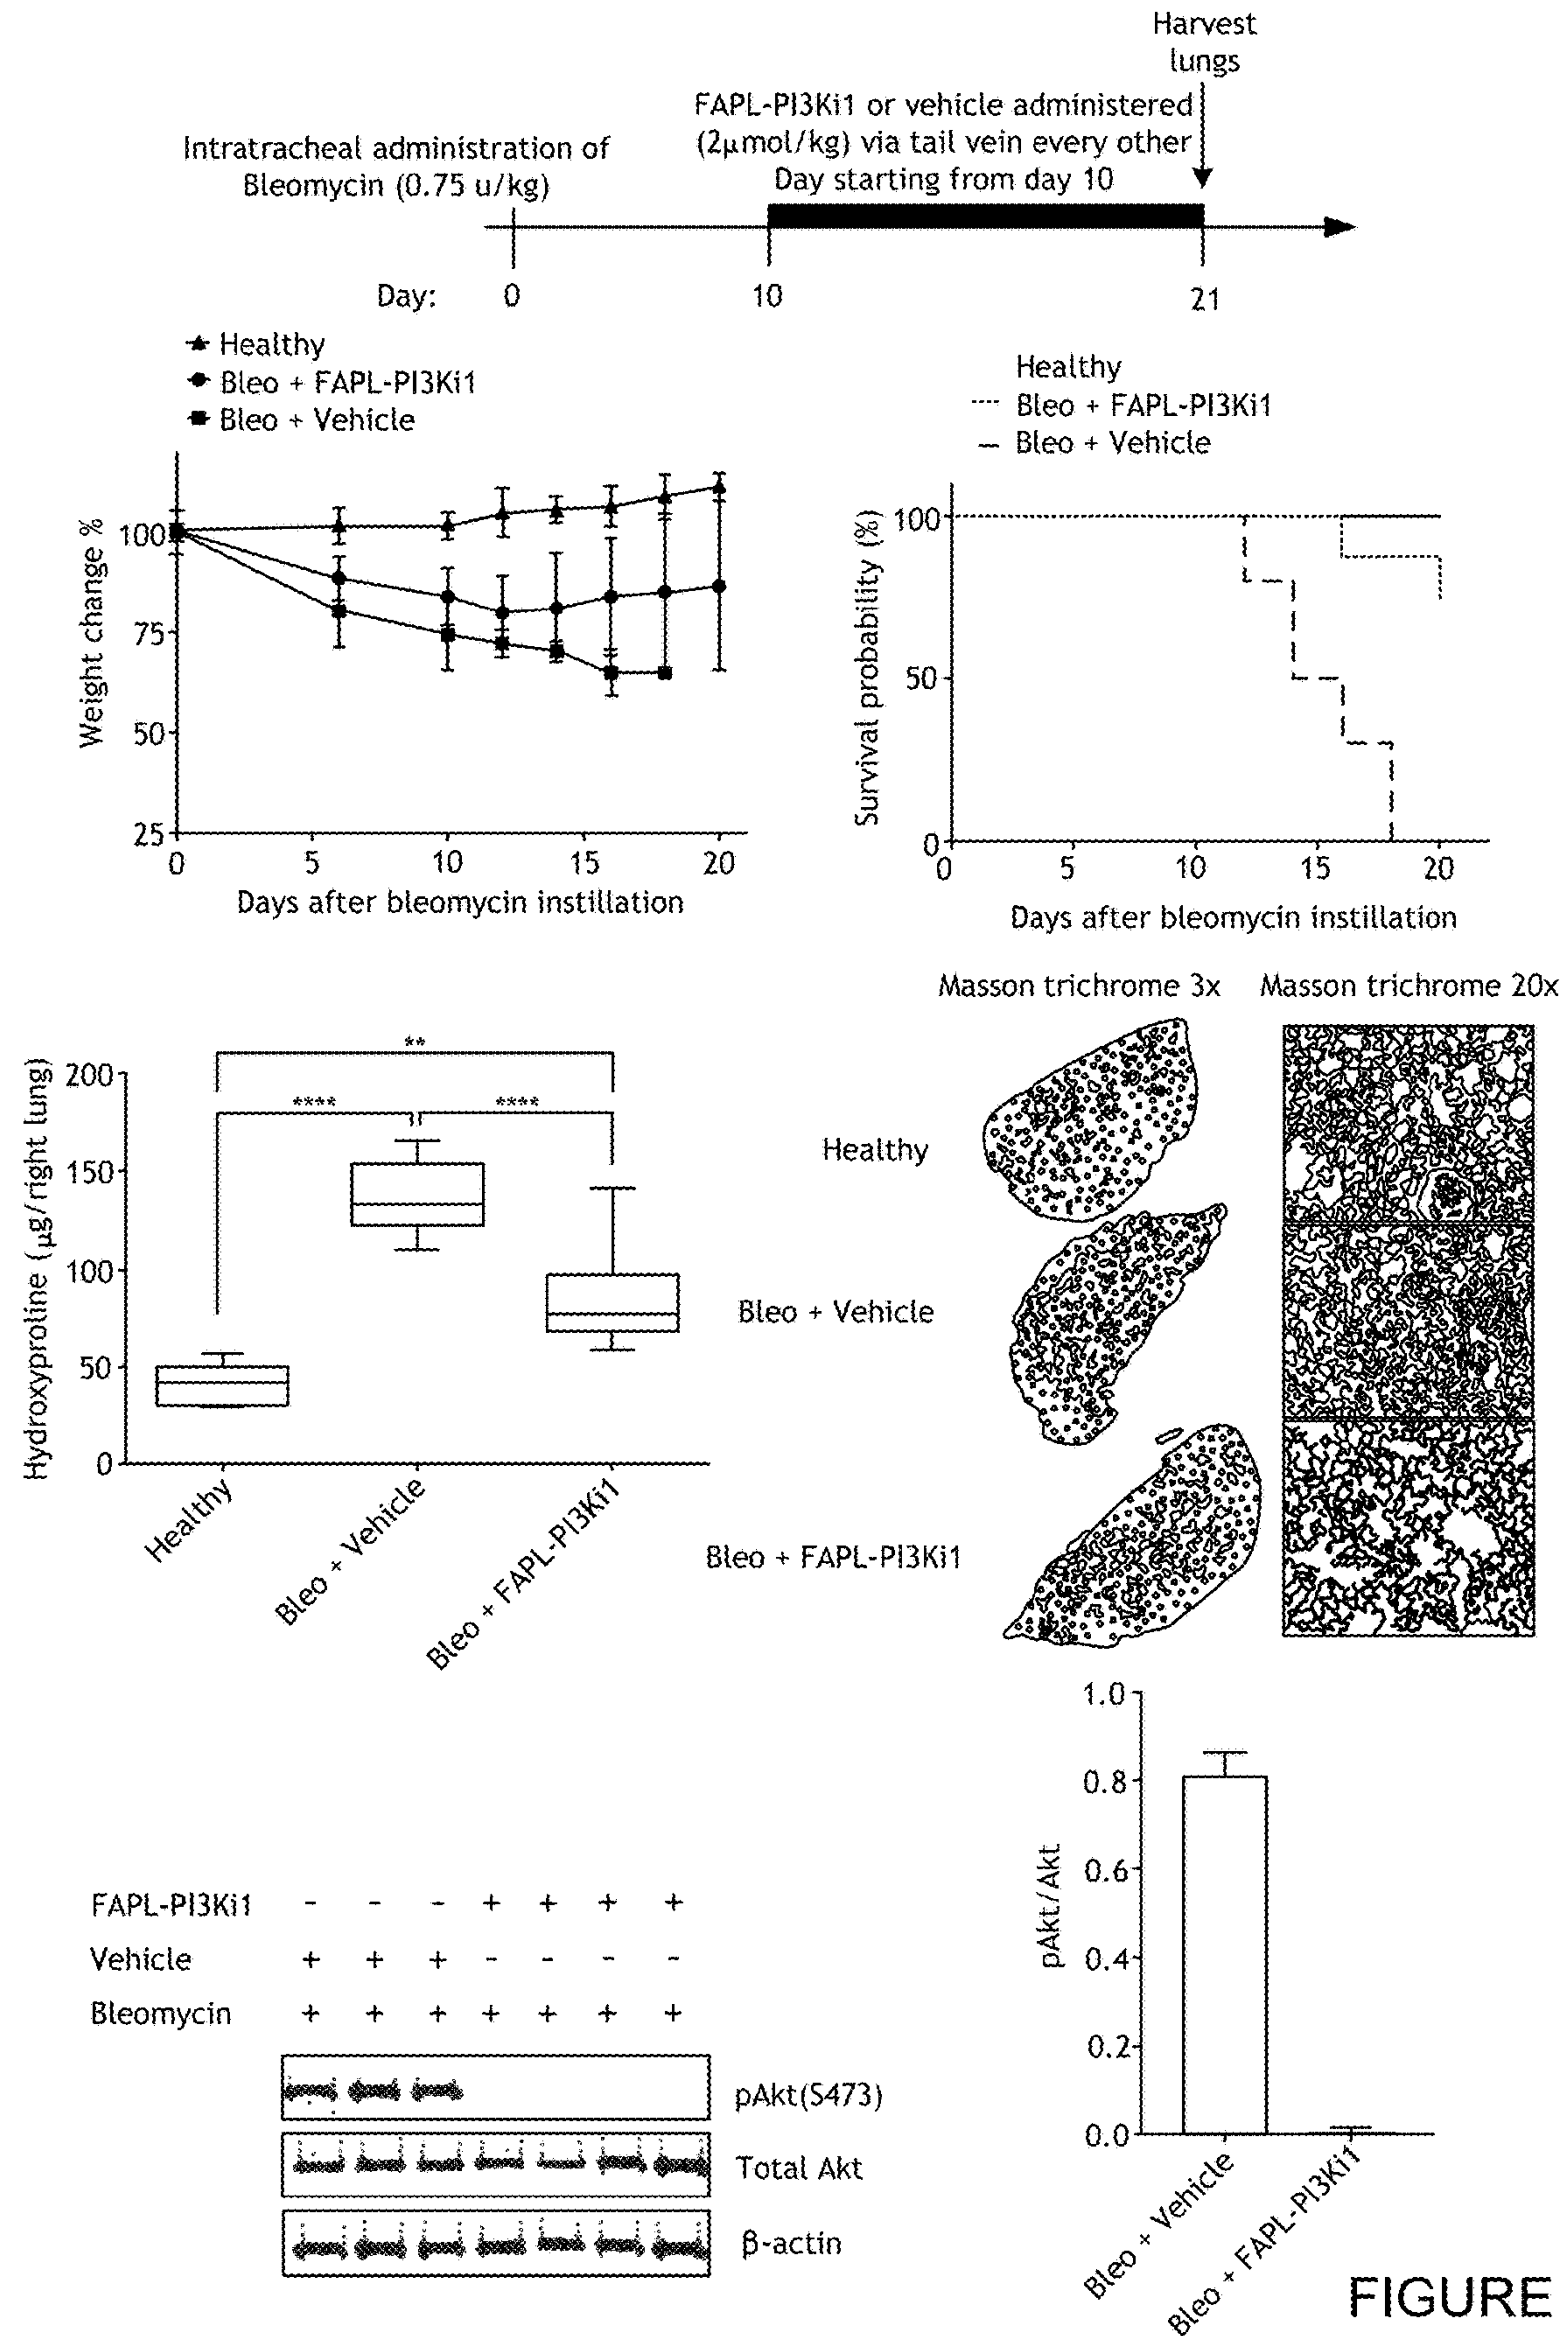 Harvest
lungs
FAPL-PI3Ki1 or vehicle administered
(2µmol/kg) via tail vein every other
Day starting from day 10
Intratracheal administration of
Bleomycin (0.75 u/kg)
Day: 0 10 21
Healthy
Bleo + FAPL-PI3Ki1
Bleo + Vehicle
Weight change %
100
75
50
25
0 5 10 15 20
Days after bleomycin instillation
Healthy
Bleo + FAPL-PI3Ki1
Bleo + Vehicle
Survival probability (%)
100
50
0
0 5 10 15 20
Days after bleomycin instillation
Hydroxyproline (µg/right lung)
200
150
100
50
0
**
**** ****
Healthy
Bleo + Vehicle
Bleo + FAPL-PI3Ki1
Masson trichrome 3x Masson trichrome 20x
Healthy
Bleo + Vehicle
Bleo + FAPL-PI3Ki1
FAPL-PI3Ki1 - - - + + + +
Vehicle + + + - - - -
Bleomycin + + + + + + +
pAkt(S473)
Total Akt
β-actin
pAkt/Akt
1.0
0.8
0.6
0.4
0.2
0.0
Bleo + Vehicle
Bleo + FAPL-PI3Ki1
FIGURE